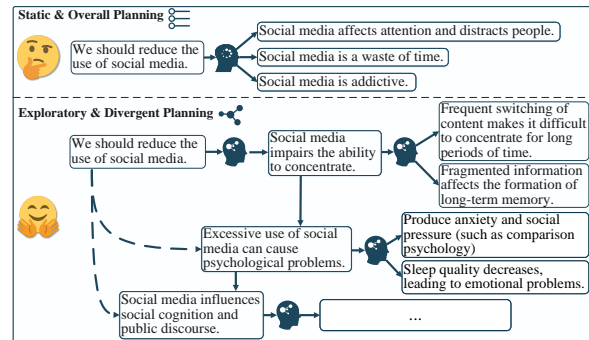 Static & Overall Planning
We should reduce the
use of social media.
Social media affects attention and distracts people.
Social media is a waste of time.
Social media is addictive.
Exploratory & Divergent Planning
We should reduce the
use of social media.
Social media
impairs the ability
to concentrate.
Frequent switching of
content makes it difficult
to concentrate for long
periods of time.
Fragmented information
affects the formation of
long-term memory.
Excessive use of social
media can cause
psychological problems.
Produce anxiety and social
pressure (such as comparison
psychology)
Sleep quality decreases,
leading to emotional problems.
Social media influences
social cognition and
public discourse.
...